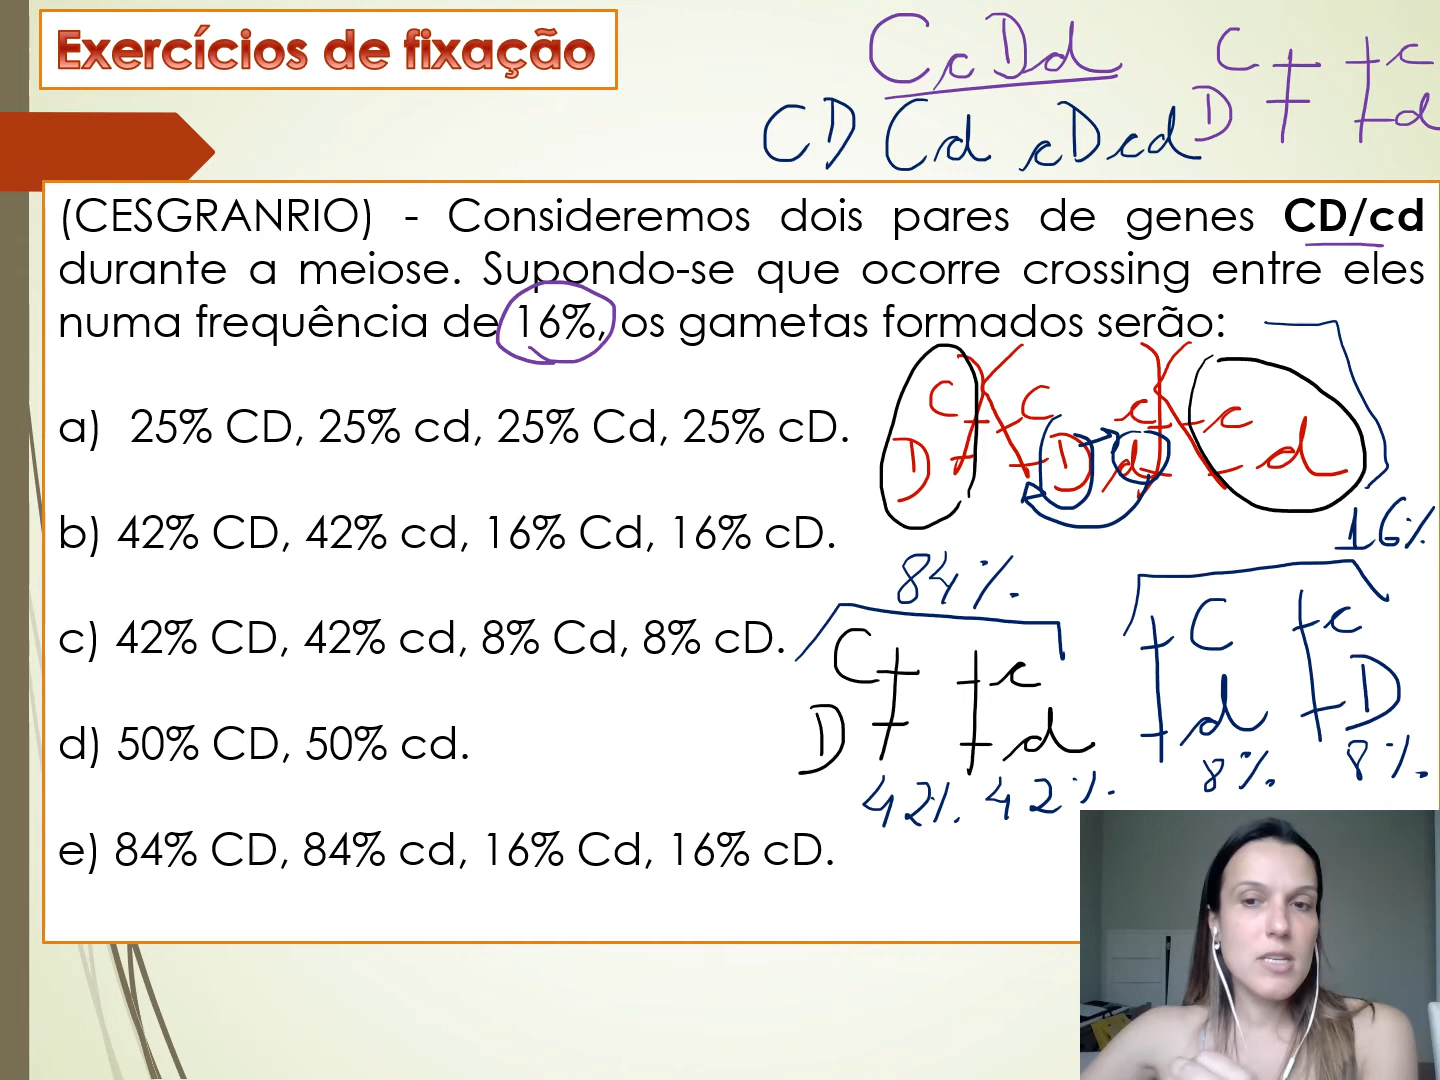 Exercícios de fixação
CcDd
C c
D d
CD Cd cD cd
(CESGRANRIO) - Consideremos dois pares de genes CD/cd
durante a meiose. Supondo-se que ocorre crossing entre eles
numa frequência de 16%, os gametas formados serão:
C C c c
D D d d
a) 25% CD, 25% cd, 25% Cd, 25% cD.
b) 42% CD, 42% cd, 16% Cd, 16% cD.
16%
84%
c) 42% CD, 42% cd, 8% Cd, 8% cD.
C c C c
D d d D
d) 50% CD, 50% cd.
42% 42% 8% 8%
e) 84% CD, 84% cd, 16% Cd, 16% cD.